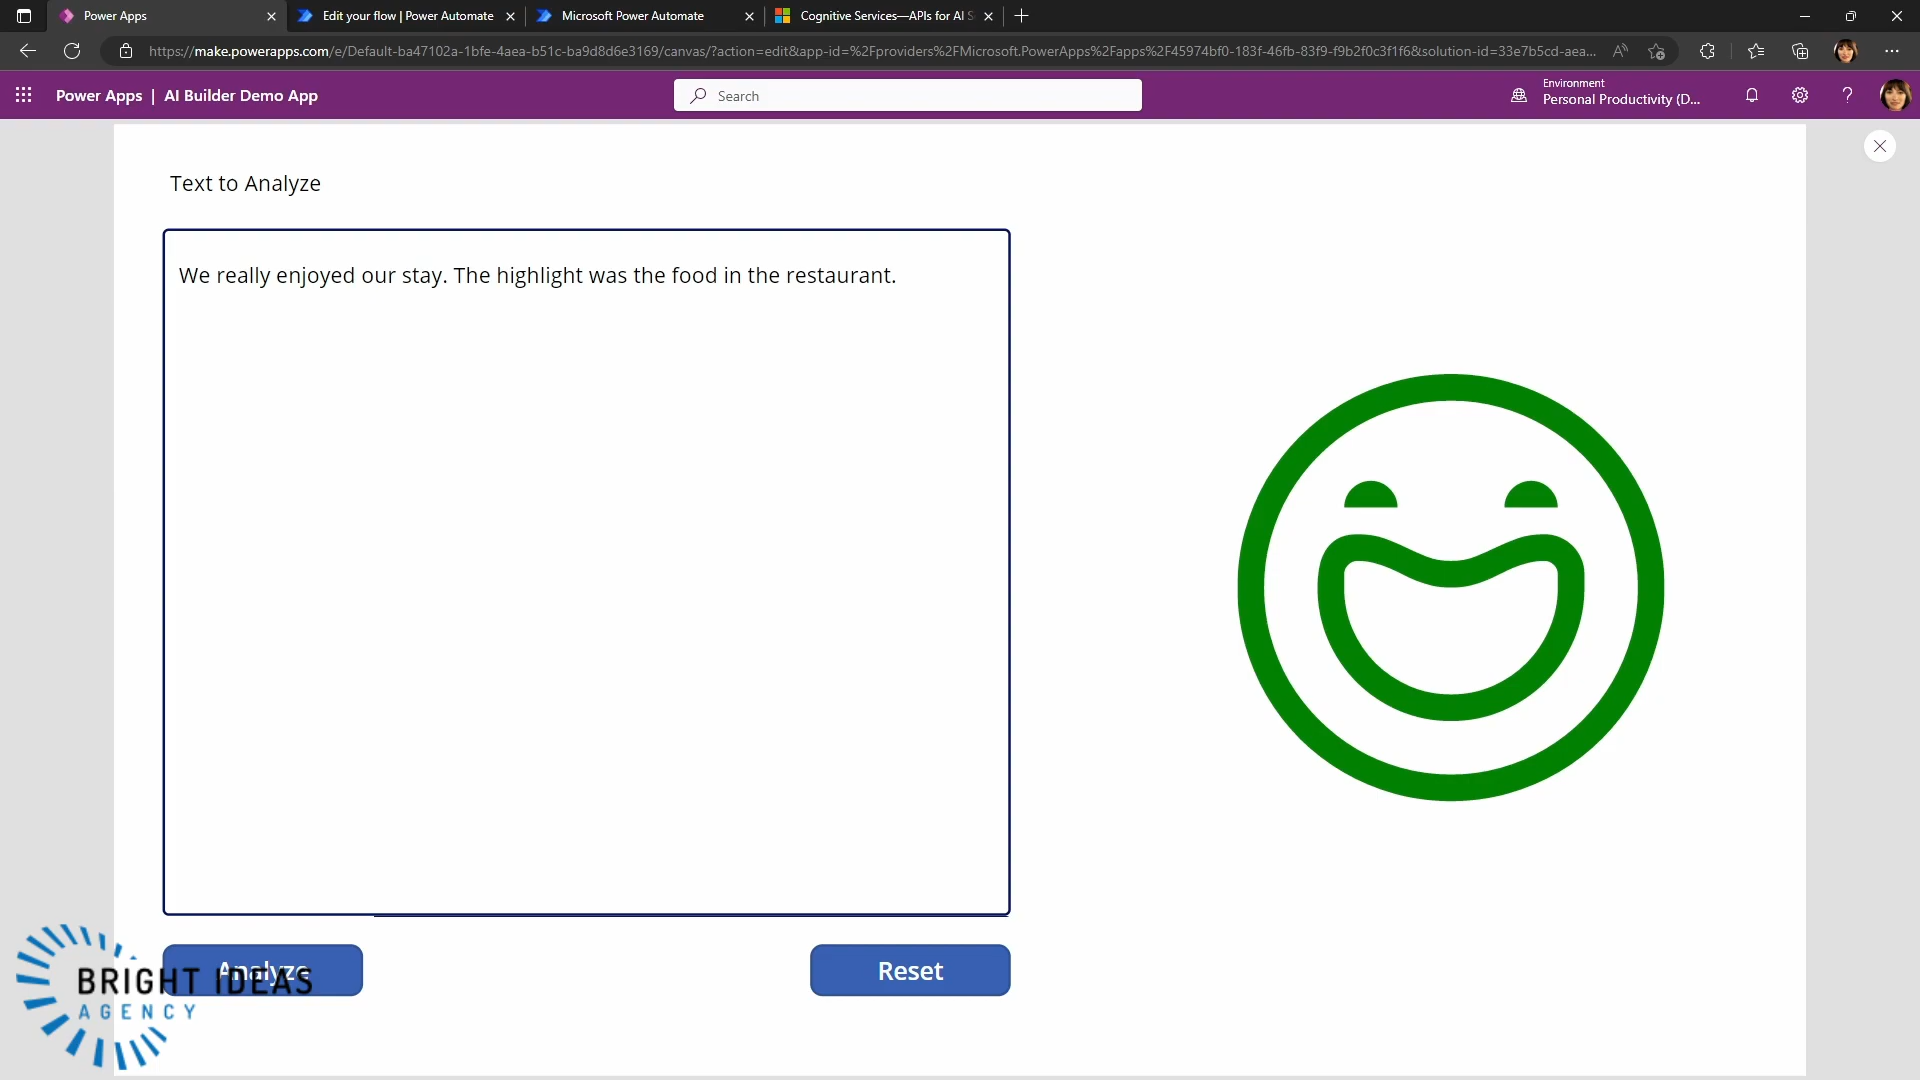 Power Apps
Edit your flow | Power Automate
Microsoft Power Automate
Cognitive Services—APIs for AI S
https://make.powerapps.com/e/Default-ba47102a-1bfe-4aea-b51c-ba9d8d6e3169/canvas/?action=edit&app-id=%2Fproviders%2FMicrosoft.PowerApps%2Fapps%2F45974bf0-183f-46fb-83f9-f9b2f0c3f1f6&solution-id=33e7b5cd-aea...
Power Apps | AI Builder Demo App
Search
Environment
Personal Productivity (D...
Text to Analyze
We really enjoyed our stay. The highlight was the food in the restaurant.
Analyze
Reset
BRIGHT IDEAS
AGENCY